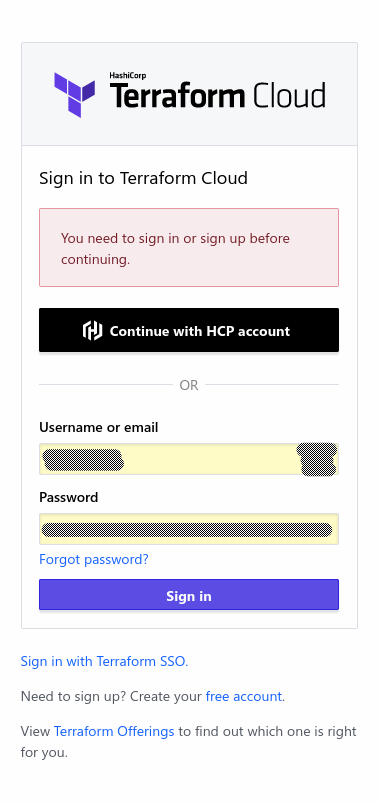 HashiCorp
Terraform Cloud
Sign in to Terraform Cloud
You need to sign in or sign up before
continuing.
Continue with HCP account
OR
Username or email
Password
Forgot password?
Sign in
Sign in with Terraform SSO.
Need to sign up? Create your free account.
View Terraform Offerings to find out which one is right
for you.